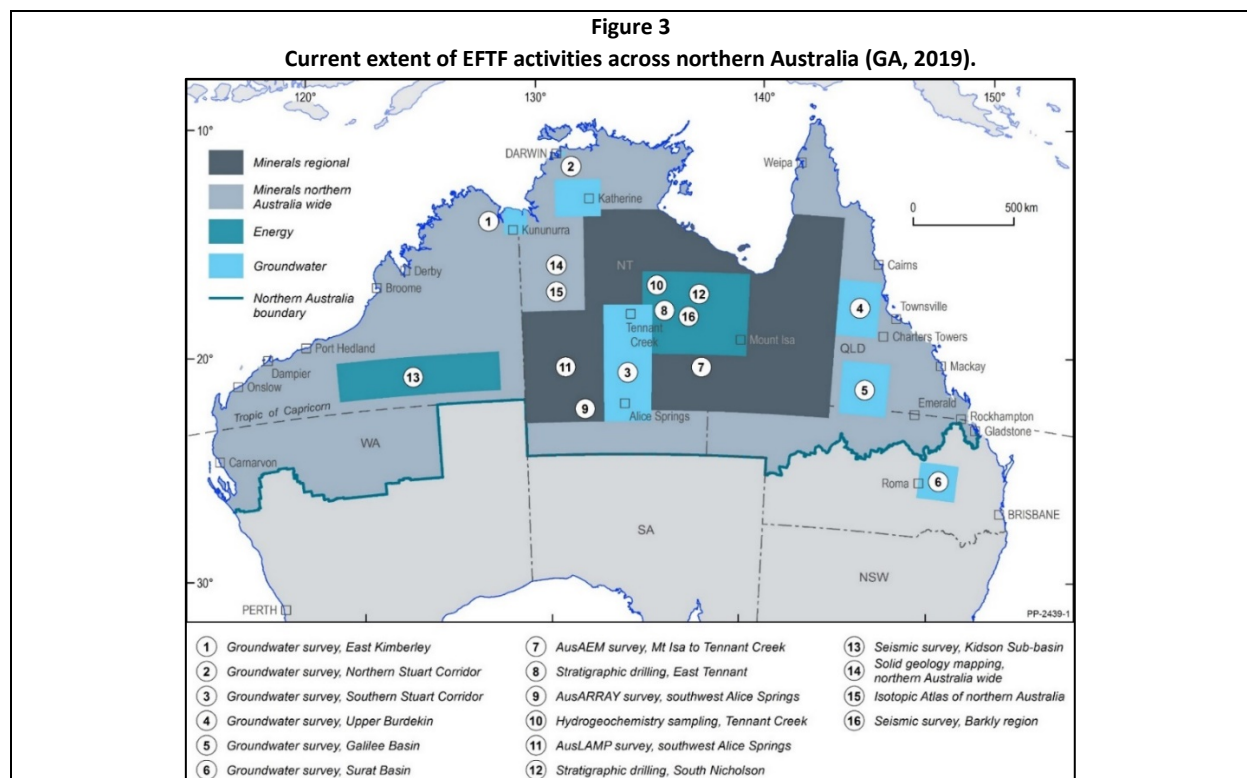 Figure 3
Current extent of EFTF activities across northern Australia (GA, 2019).
120°
130°
140°
150°
10°
DARWIN
Weipa
2
Minerals regional
Minerals northern
Australia wide
Energy
Groundwater
Northern Australia
boundary
Katherine
0
500 km
1
Kununurra
14
15
NT
Derby
Broome
Cairns
10
12
8
16
4
Townsville
Tennant
Creek
Mount Isa
Charters Towers
QLD
Port Hedland
20°
Dampier
Onslow
13
11
3
7
Mackay
5
Tropic of Capricorn
9
Alice Springs
Emerald
Rockhampton
Gladstone
WA
Carnarvon
Roma
6
BRISBANE
SA
NSW
30°
PERTH
PP-2439-1
1 Groundwater survey, East Kimberley
2 Groundwater survey, Northern Stuart Corridor
3 Groundwater survey, Southern Stuart Corridor
4 Groundwater survey, Upper Burdekin
5 Groundwater survey, Galilee Basin
6 Groundwater survey, Surat Basin
7 AusAEM survey, Mt Isa to Tennant Creek
8 Stratigraphic drilling, East Tennant
9 AusARRAY survey, southwest Alice Springs
10 Hydrogeochemistry sampling, Tennant Creek
11 AusLAMP survey, southwest Alice Springs
12 Stratigraphic drilling, South Nicholson
13 Seismic survey, Kidson Sub-basin
14 Solid geology mapping,
northern Australia wide
15 Isotopic Atlas of northern Australia
16 Seismic survey, Barkly region